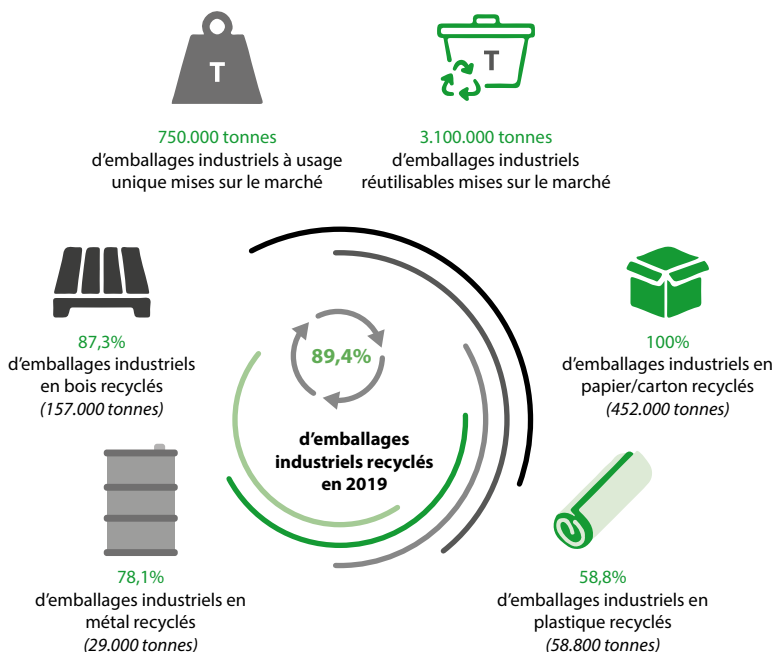 T
T
750.000 tonnes
d'emballages industriels à usage
unique mises sur le marché
3.100.000 tonnes
d'emballages industriels
réutilisables mises sur le marché
87,3%
d'emballages industriels
en bois recyclés
(157.000 tonnes)
89,4%
d'emballages
industriels recyclés
en 2019
100%
d'emballages industriels en
papier/carton recyclés
(452.000 tonnes)
78,1%
d'emballages industriels en
métal recyclés
(29.000 tonnes)
58,8%
d'emballages industriels en
plastique recyclés
(58.800 tonnes)